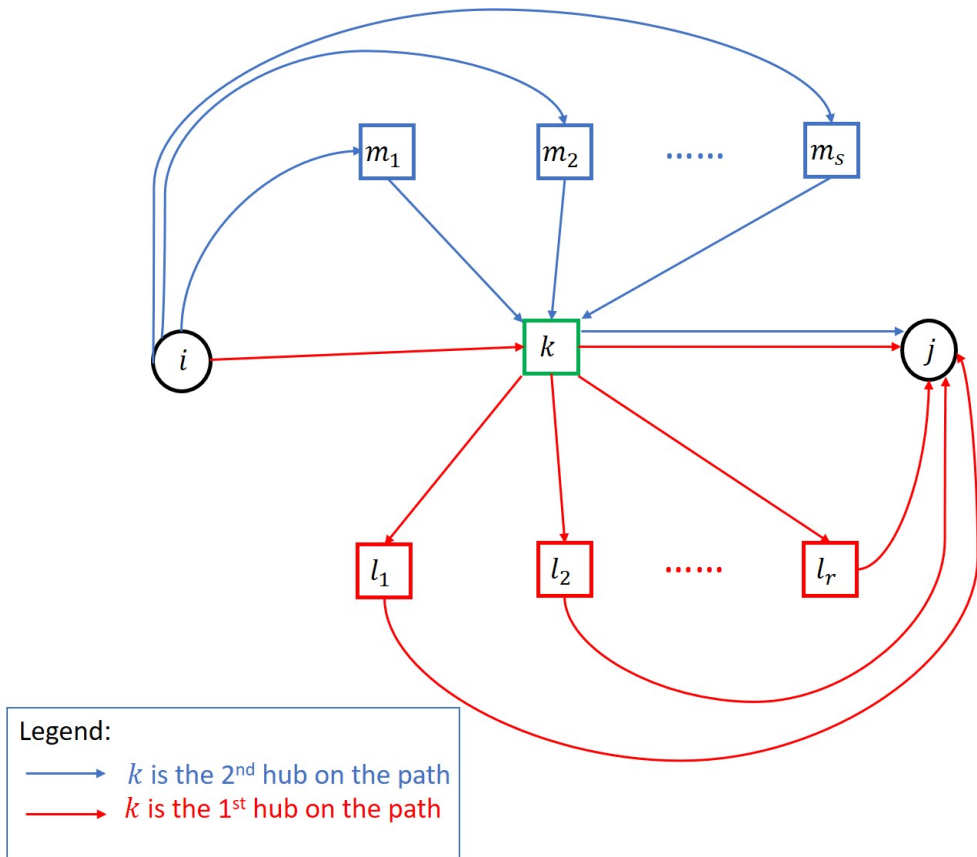 m₁ m₂ ...... mₛ
i k j
l₁ l₂ ...... lᵣ
Legend:
k is the 2nd hub on the path
k is the 1st hub on the path